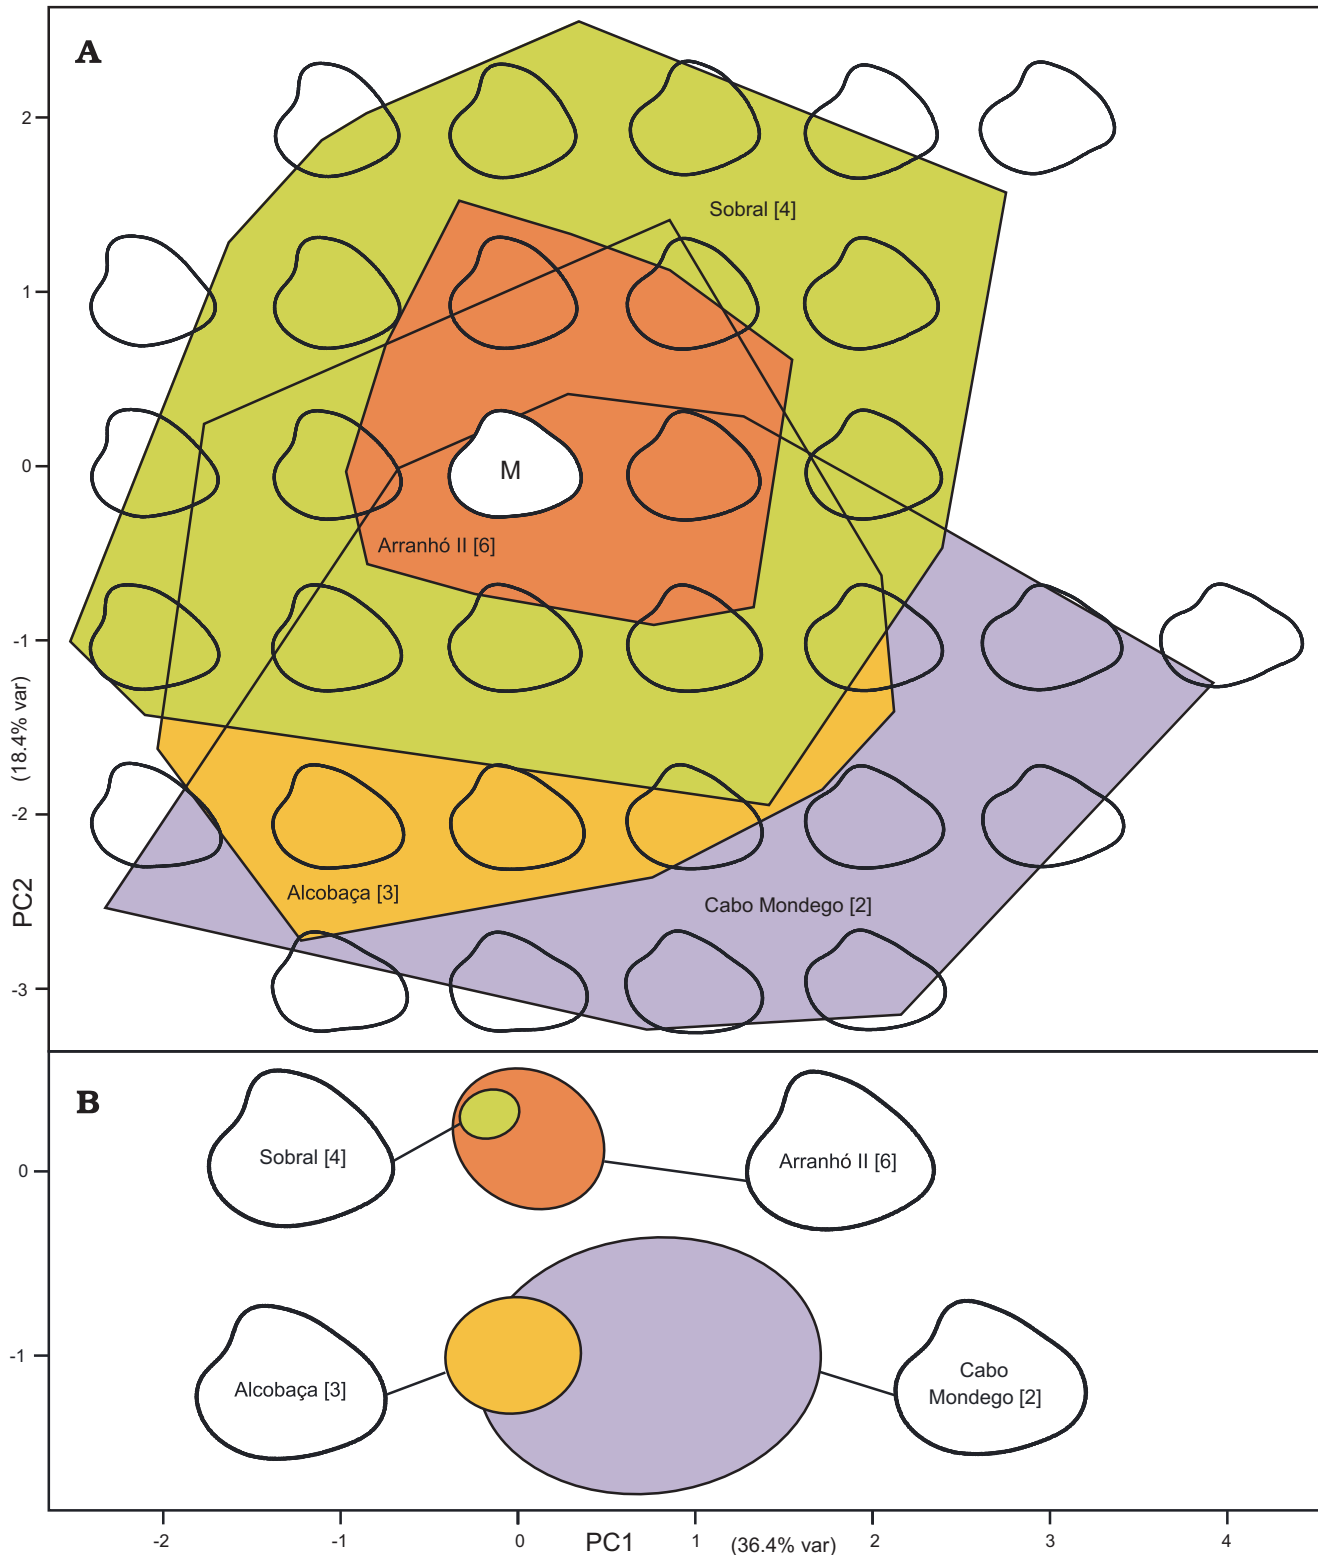 A
2
Sobral [4]
1
0
M
Arranhó II [6]
-1
(18.4% var)
PC2
-2
Alcobaça [3]
Cabo Mondego [2]
-3
B
Sobral [4]
Arranhó II [6]
0
-1
Alcobaça [3]
Cabo
Mondego [2]
-2 -1 0 1 2 3 4
PC1 (36.4% var)